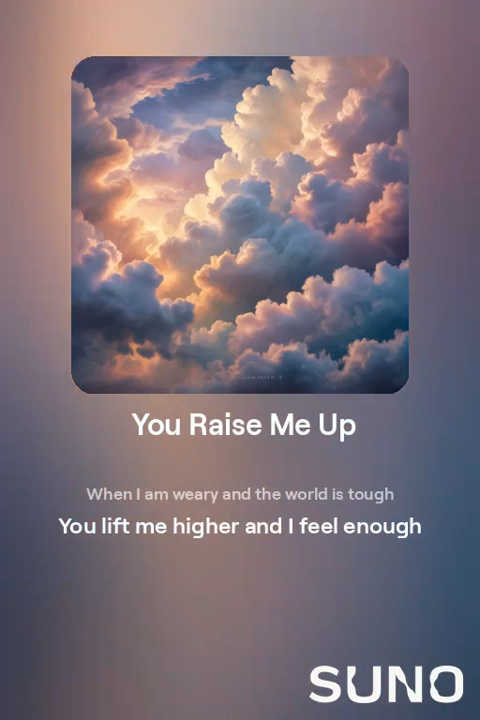 You Raise Me Up
When I am weary and the world is tough
You lift me higher and I feel enough
SUNO